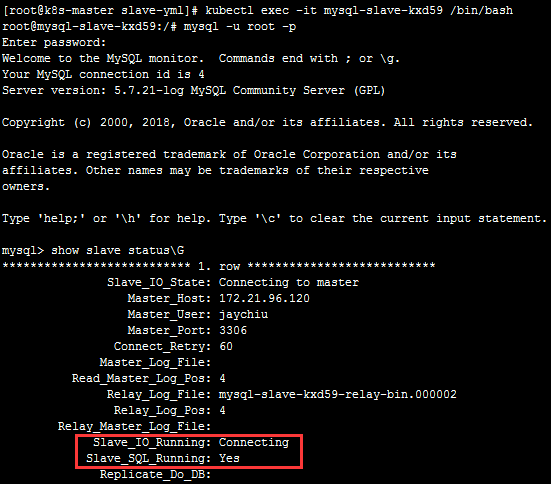 [root@k8s-master slave-yml]# kubectl exec -it mysql-slave-kxd59 /bin/bash
root@mysql-slave-kxd59:/# mysql -u root -p
Enter password:
Welcome to the MySQL monitor.  Commands end with ; or \g.
Your MySQL connection id is 4
Server version: 5.7.21-log MySQL Community Server (GPL)
Copyright (c) 2000, 2018, Oracle and/or its affiliates. All rights reserved.
Oracle is a registered trademark of Oracle Corporation and/or its
affiliates. Other names may be trademarks of their respective
owners.
Type 'help;' or '\h' for help. Type '\c' to clear the current input statement.
mysql> show slave status\G
*************************** 1. row ***************************
Slave_IO_State: Connecting to master
Master_Host: 172.21.96.120
Master_User: jaychiu
Master_Port: 3306
Connect_Retry: 60
Master_Log_File:
Read_Master_Log_Pos: 4
Relay_Log_File: mysql-slave-kxd59-relay-bin.000002
Relay_Log_Pos: 4
Relay_Master_Log_File:
Slave_IO_Running: Connecting
Slave_SQL_Running: Yes
Replicate_Do_DB: